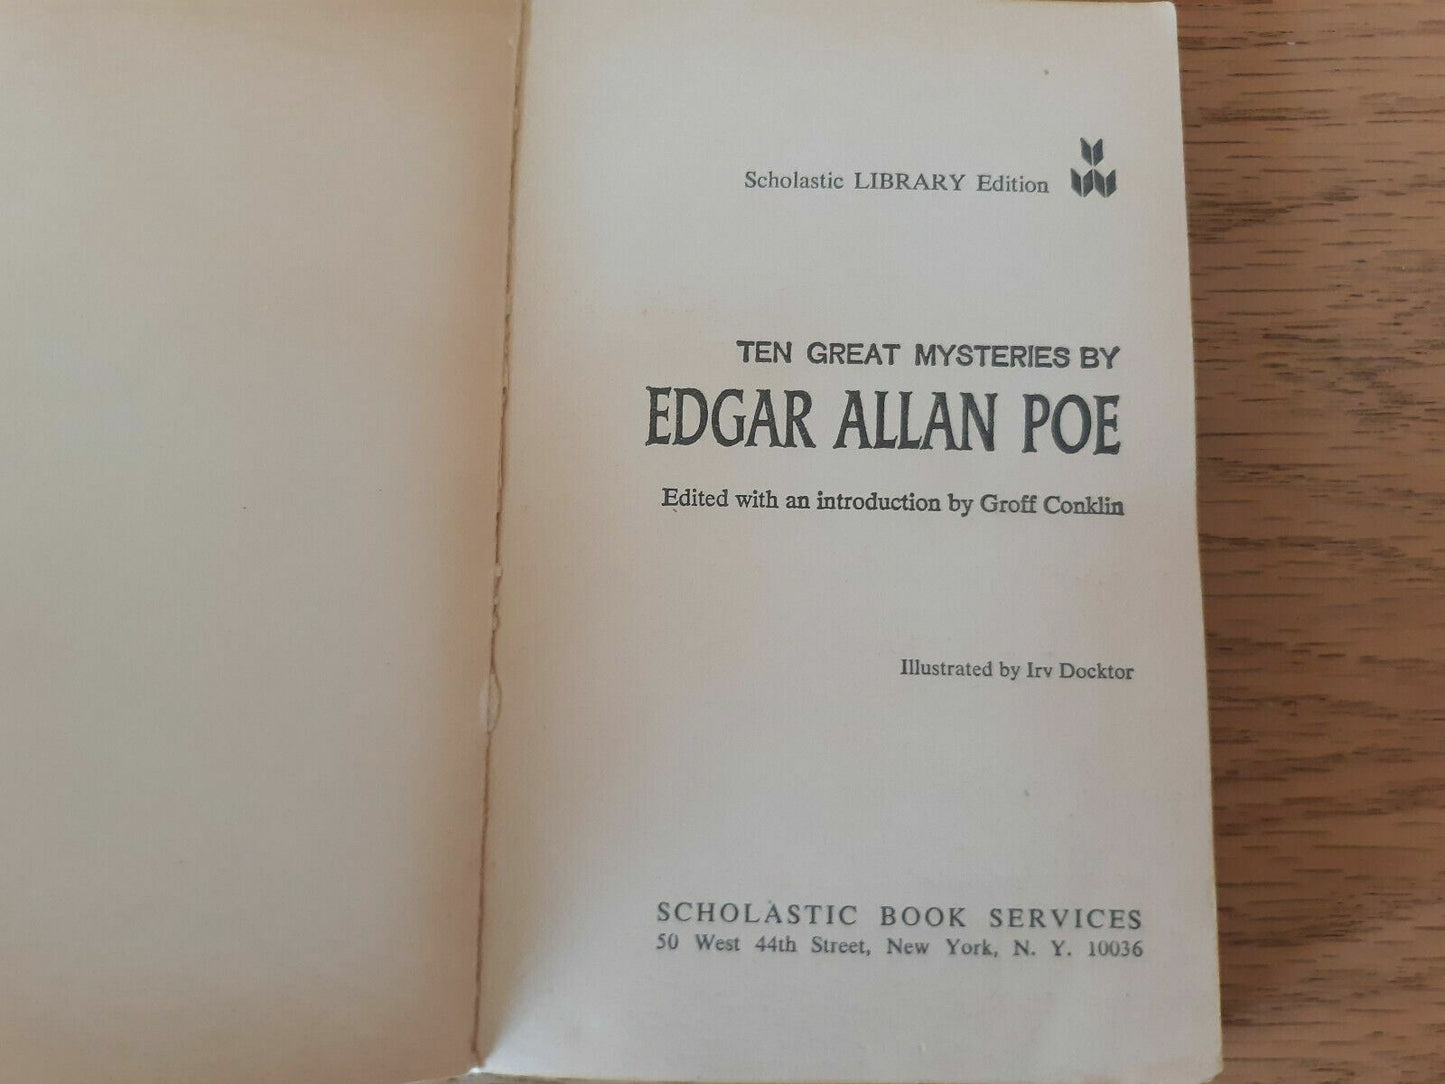 Scholastic LIBRARY Edition
TEN GREAT MYSTERIES BY
EDGAR ALLAN POE
Edited with an introduction by Groff Conklin
Illustrated by Irv Docktor
SCHOLASTIC BOOK SERVICES
50 West 44th Street, New York, N. Y. 10036